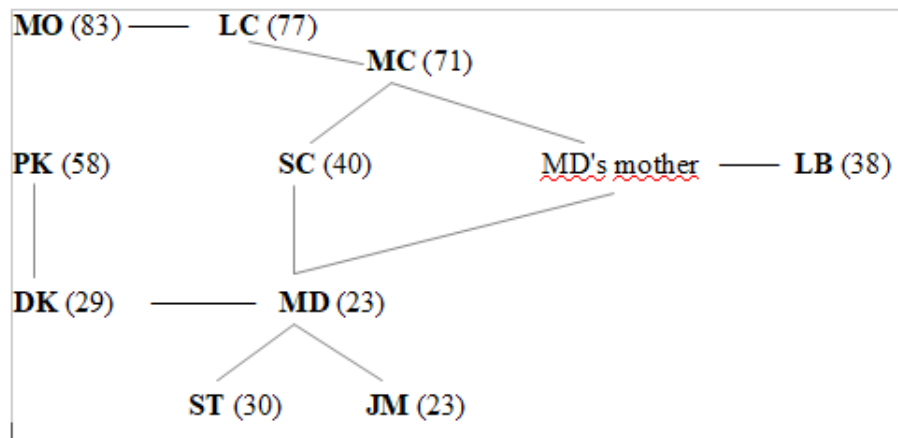 MO (83) LC (77)
MC (71)
PK (58) SC (40) MD's mother LB (38)
DK (29) MD (23)
ST (30) JM (23)